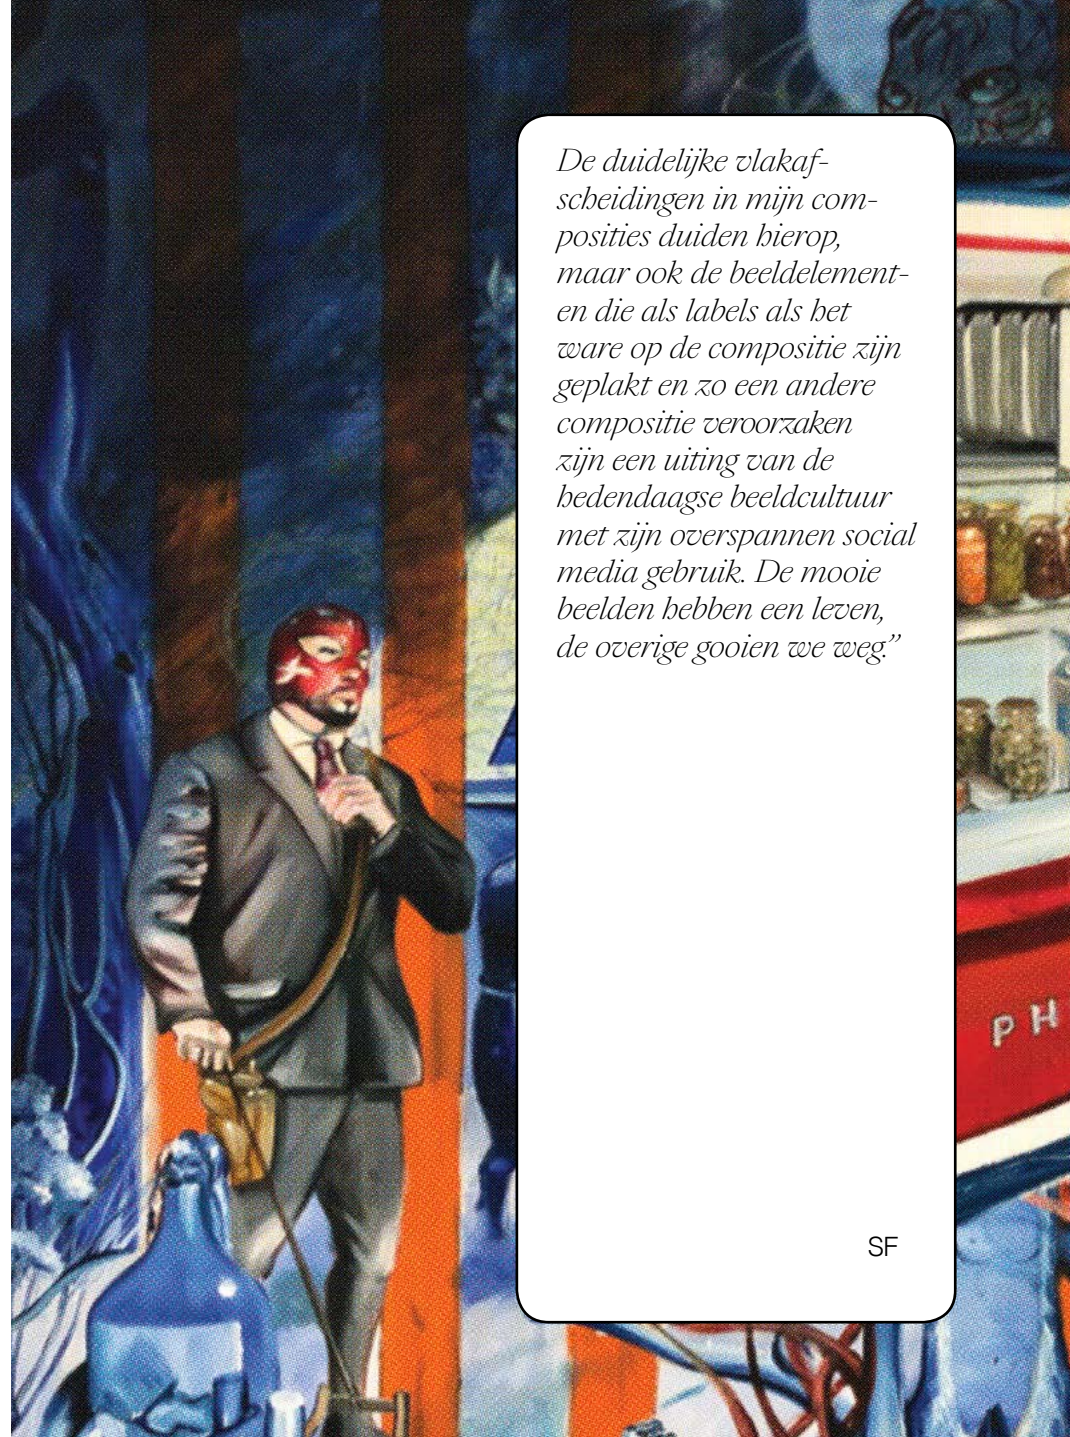 De duidelijke vlakaf-
scheidingen in mijn com-
posities duiden hierop,
maar ook de beeldelement-
en die als labels als het
ware op de compositie zijn
geplakt en zo een andere
compositie veroorzaken
zijn een uiting van de
hedendaagse beeldcultuur
met zijn overspannen social
media gebruik. De mooie
beelden hebben een leven,
de overige gooien we weg.”
PH
SF